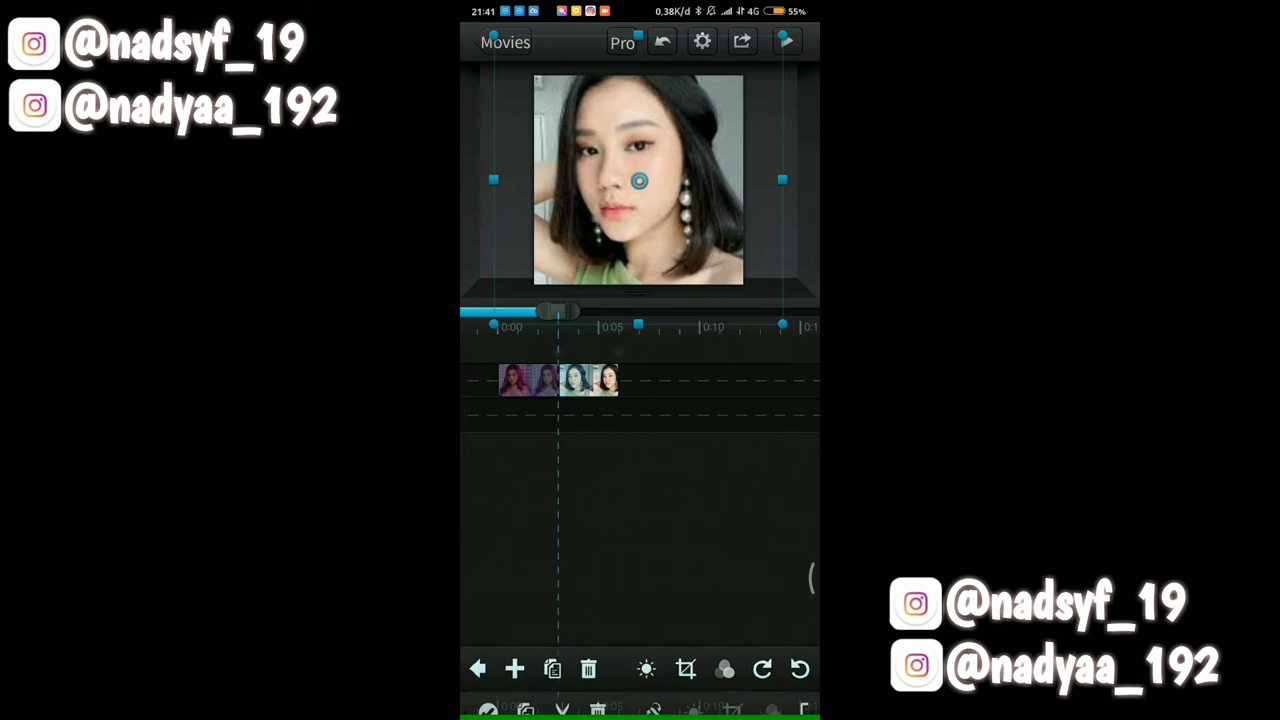 @nadsyf_19
@nadyaa_192
21:41
0,38K/d
4G
55%
Movies
Pro
0:00
0:05
0:10
@nadsyf_19
@nadyaa_192